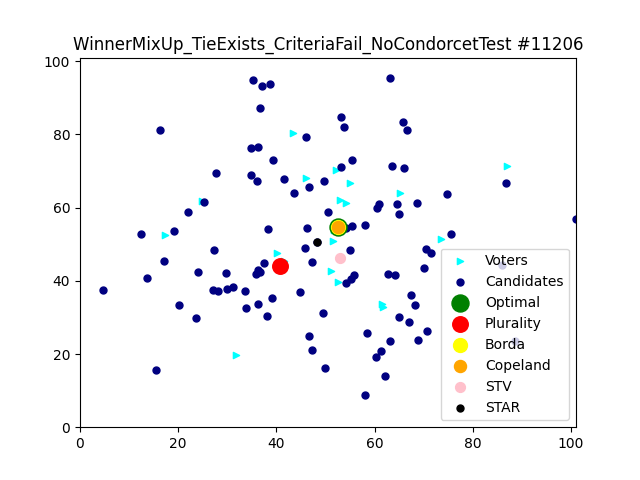 WinnerMixUp_TieExists_CriteriaFail_NoCondorcetTest #11206
100
80
60
40
20
0
0 20 40 60 80 100
Voters
Candidates
Optimal
Plurality
Borda
Copeland
STV
STAR